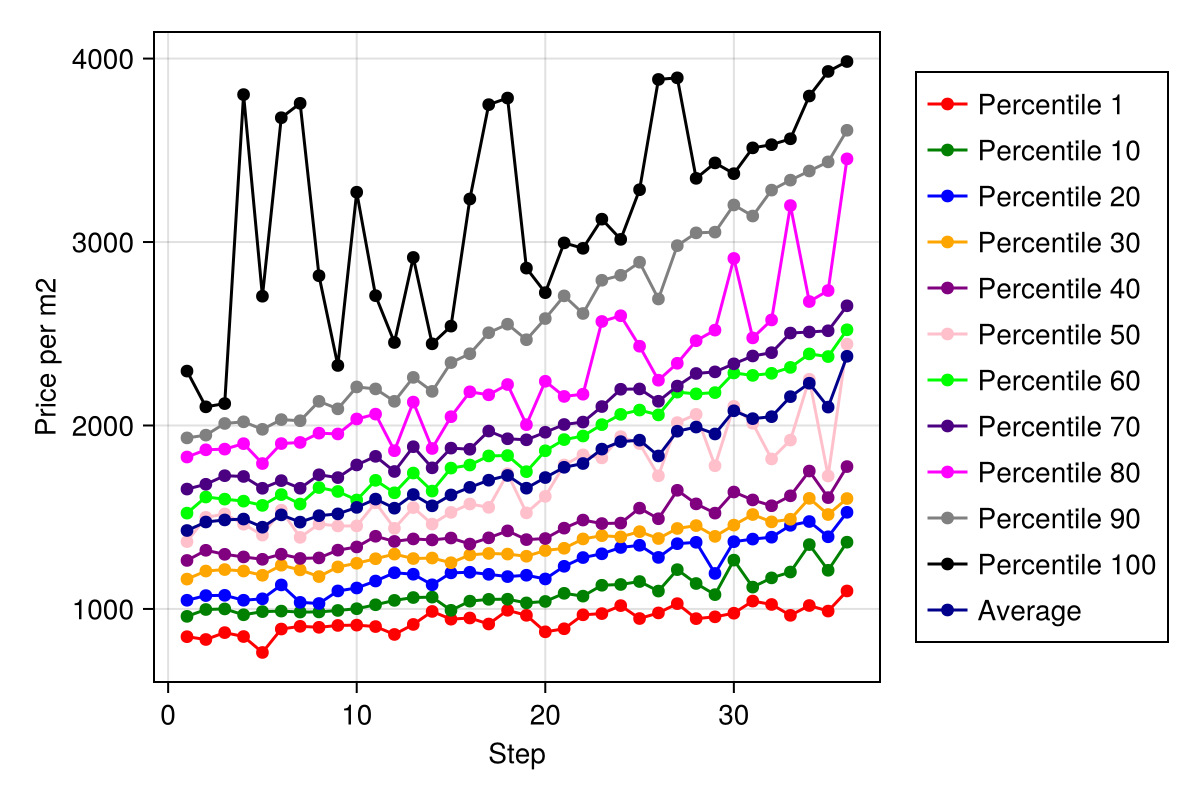 4000
3000
2000
1000
Price per m2
0 10 20 30
Step
Percentile 1
Percentile 10
Percentile 20
Percentile 30
Percentile 40
Percentile 50
Percentile 60
Percentile 70
Percentile 80
Percentile 90
Percentile 100
Average